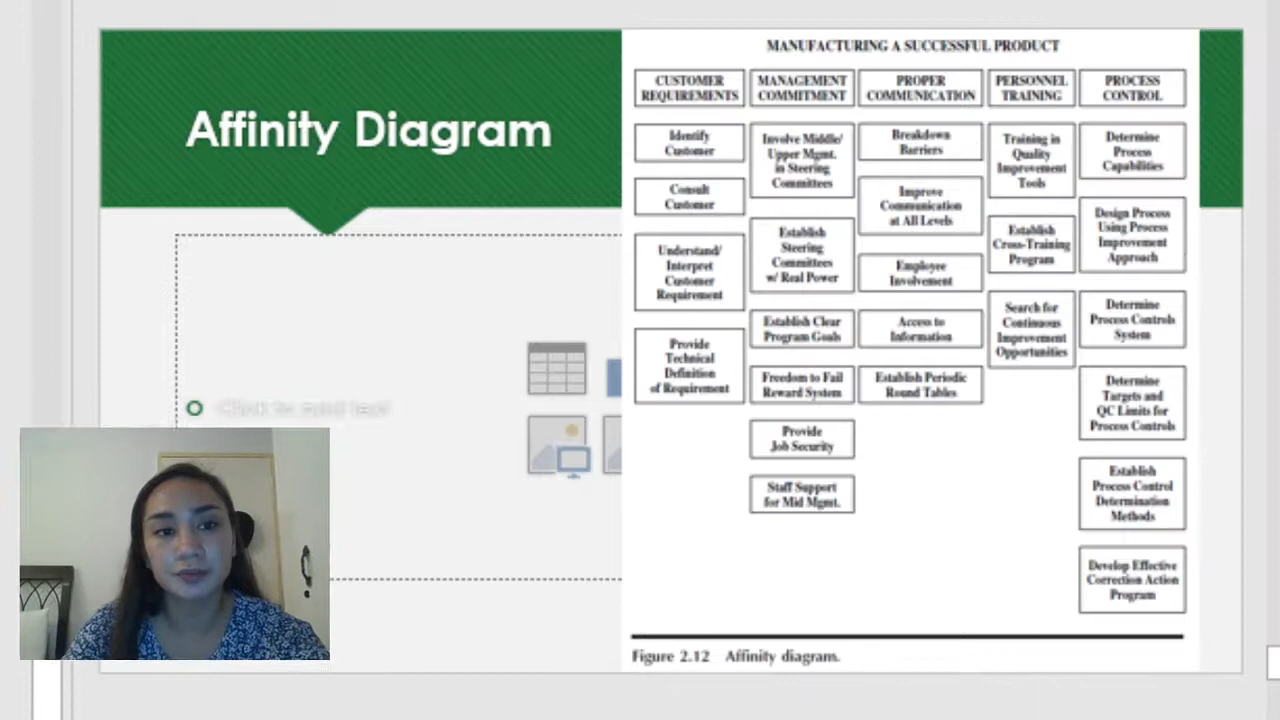 Affinity Diagram
MANUFACTURING A SUCCESSFUL PRODUCT
CUSTOMER
REQUIREMENTS
Identify
Customer
Consult
Customer
Understand/
Interpret
Customer
Requirement
Provide
Technical
Definition
of Requirement
MANAGEMENT
COMMITMENT
Involve Middle/
Upper Mgmt.
in Steering
Committees
Establish
Steering
Committees
w/ Real Power
Establish Clear
Program Goals
Freedom to Fail
Reward System
Provide
Job Security
Staff Support
for Mid Mgmt.
PROPER
COMMUNICATION
Breakdown
Barriers
Improve
Communication
at All Levels
Employee
Involvement
Access to
Information
Establish Periodic
Round Tables
PERSONNEL
TRAINING
Training in
Quality
Improvement
Tools
Establish
Cross-Training
Program
Search for
Continuous
Improvement
Opportunities
PROCESS
CONTROL
Determine
Process
Capabilities
Design Process
Using Process
Improvement
Approach
Determine
Process Controls
System
Determine
Targets and
QC Limits for
Process Controls
Establish
Process Control
Determination
Methods
Develop Effective
Correction Action
Program
Figure 2.12 Affinity diagram.
Click to add text